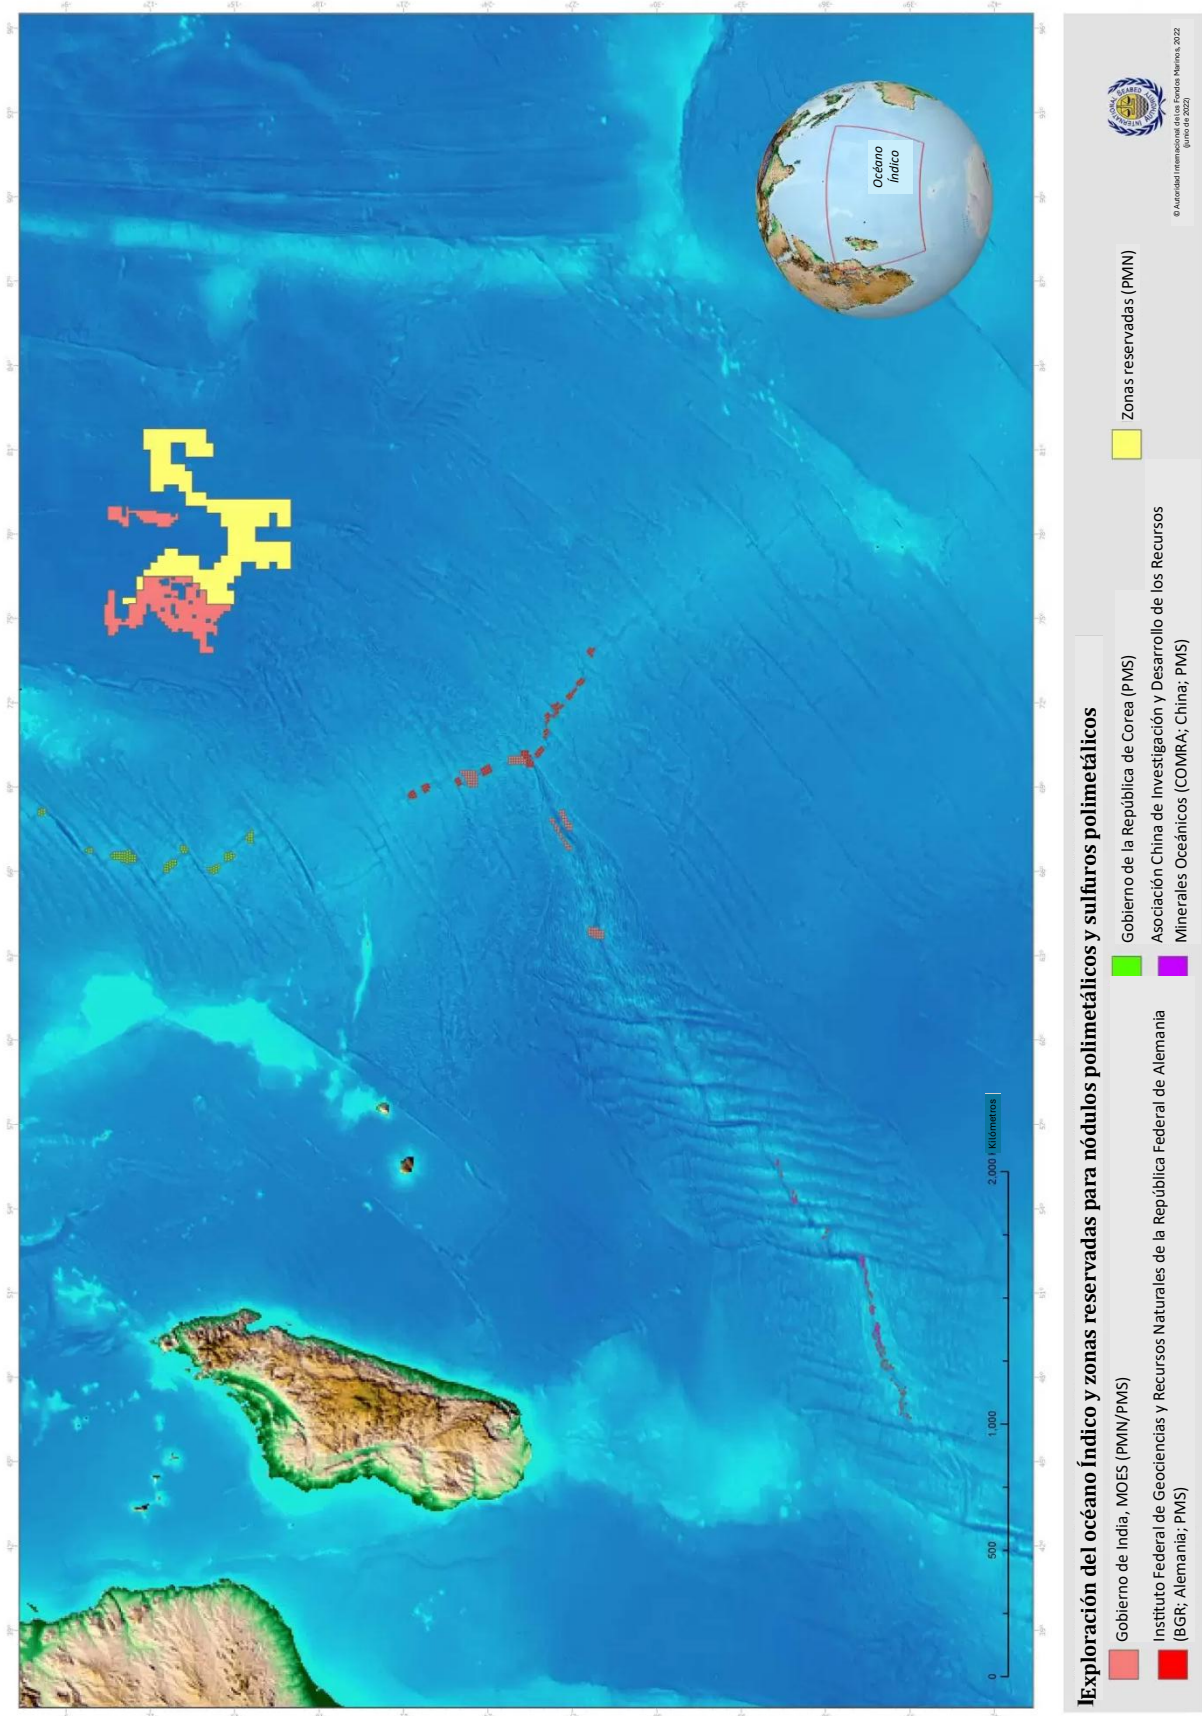 Océano
Índico
0
500
1,000
2,000
Kilómetros
Exploración del océano Índico y zonas reservadas para nódulos polimetálicos y sulfuros polimetálicos
Gobierno de India, MOES (PMN/PMS)
Instituto Federal de Geociencias y Recursos Naturales de la República Federal de Alemania
(BGR; Alemania; PMS)
Gobierno de la República de Corea (PMS)
Asociación China de Investigación y Desarrollo de los Recursos
Minerales Oceánicos (COMRA; China; PMS)
Zonas reservadas (PMN)
INTERNATIONAL SEABED AUTHORITY
© Autoridad Internacional de los Fondos Marinos, 2022
(junio de 2022)